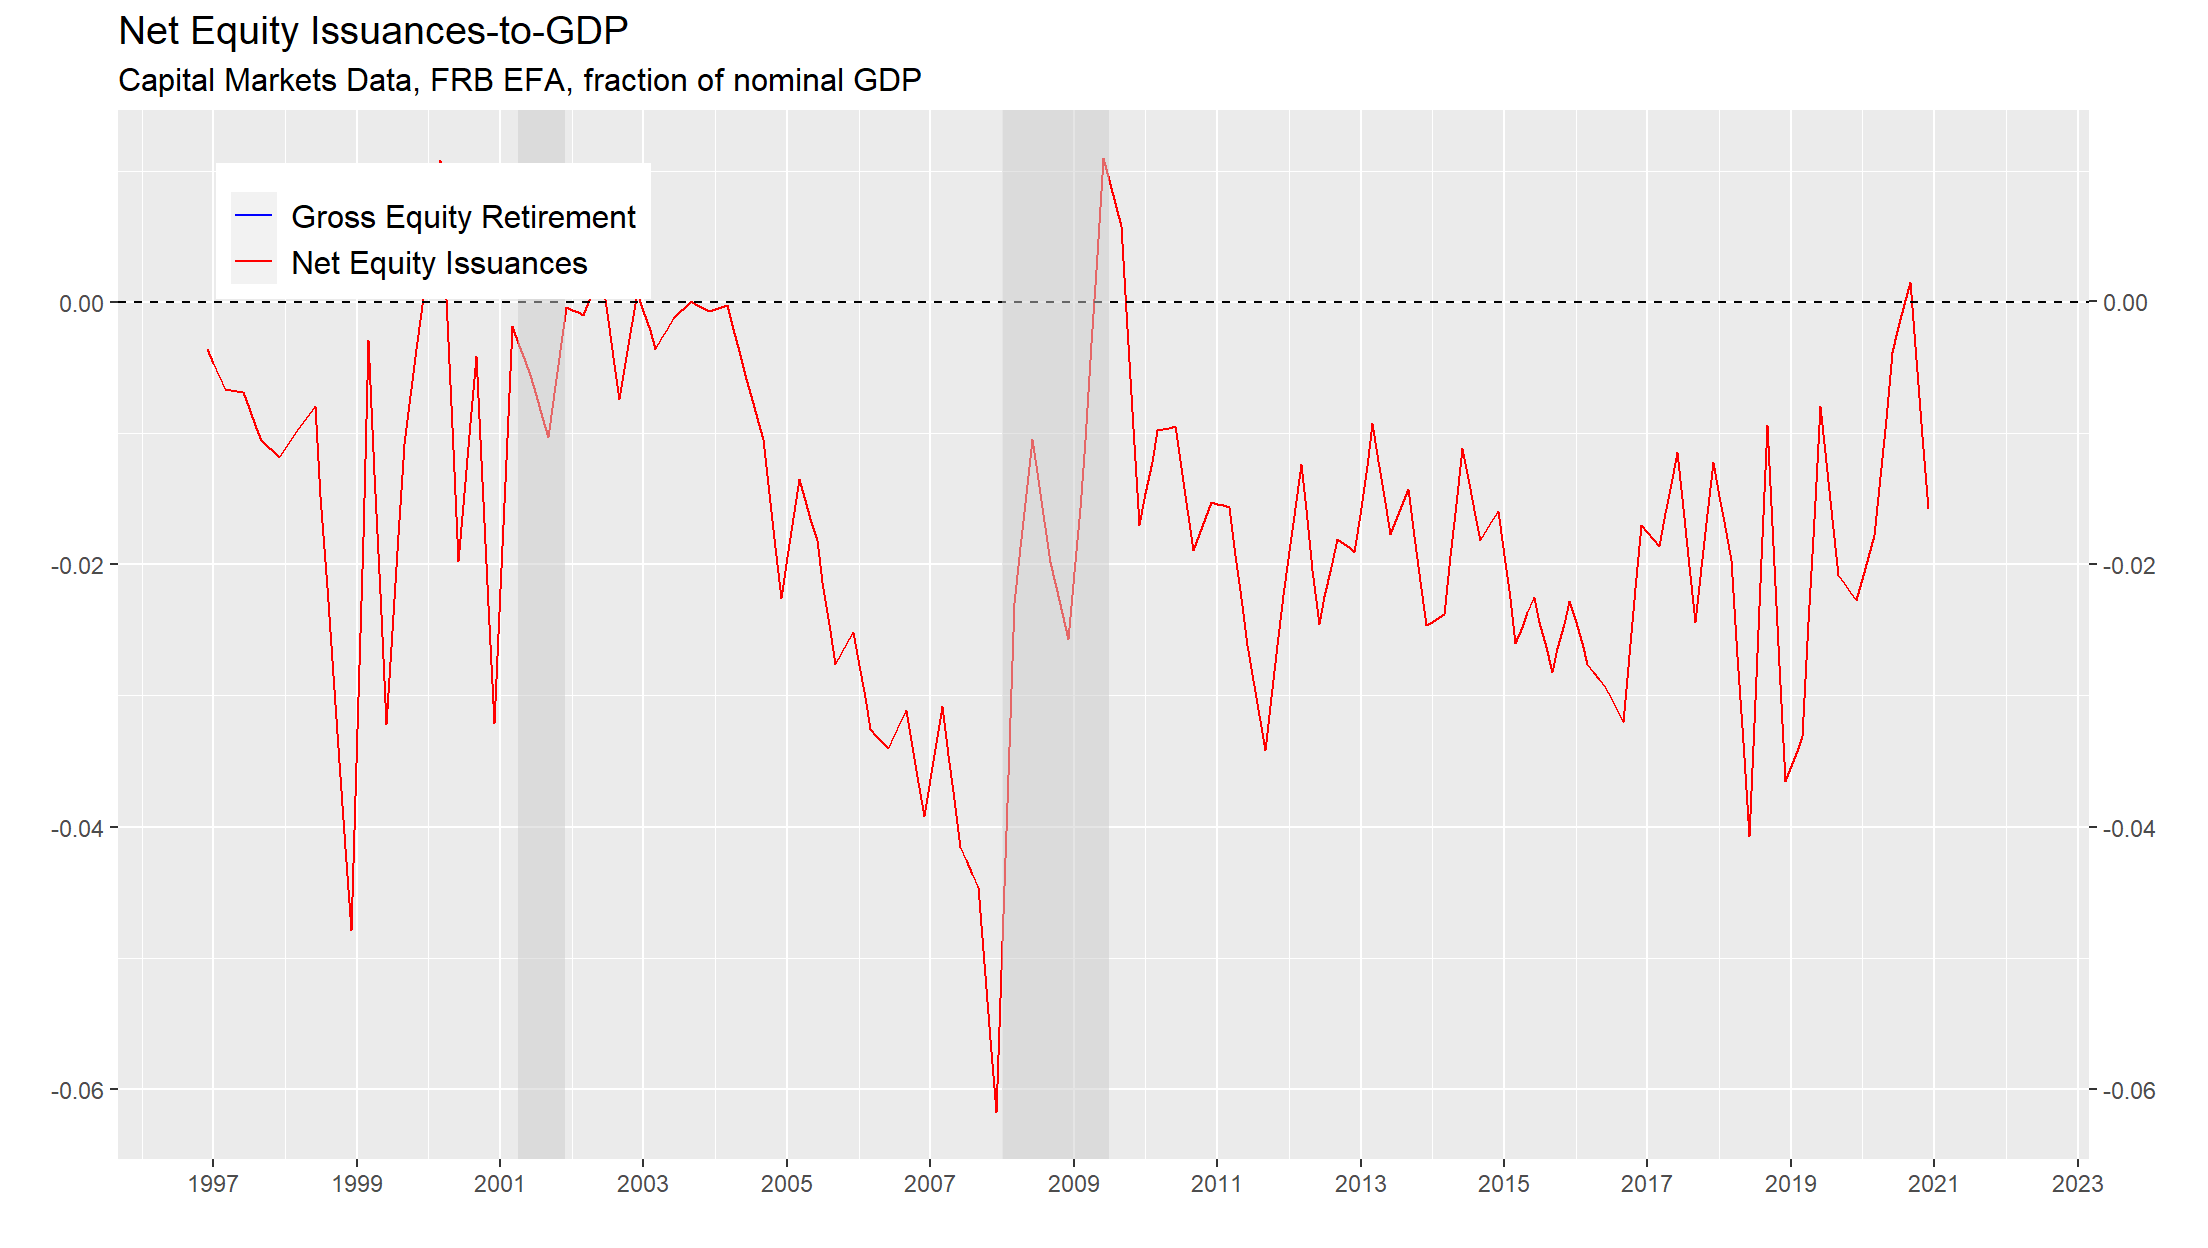 Net Equity Issuances-to-GDP
Capital Markets Data, FRB EFA, fraction of nominal GDP
Gross Equity Retirement
Net Equity Issuances
0.00
0.00
-0.02
-0.02
-0.04
-0.04
-0.06
-0.06
1997 1999 2001 2003 2005 2007 2009 2011 2013 2015 2017 2019 2021 2023